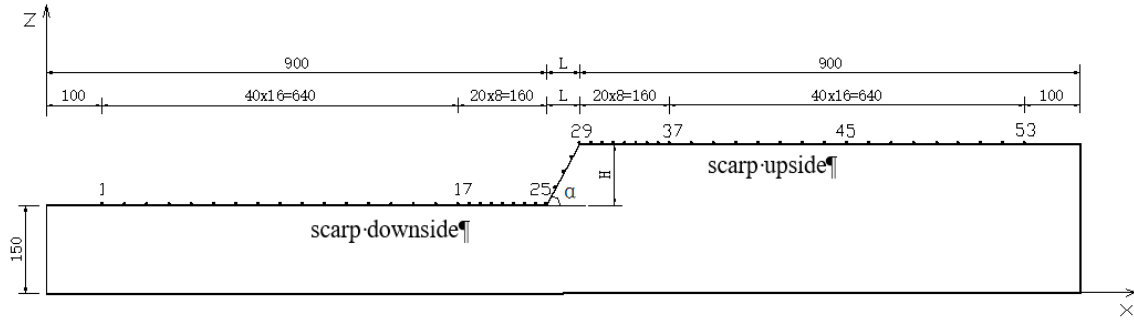 Z
900 L 900
100 40x16=640 20x8=160 L 20x8=160 40x16=640 100
29 37 45 53
scarp·upside¶
H
1 17 25 α
scarp·downside¶
150
X